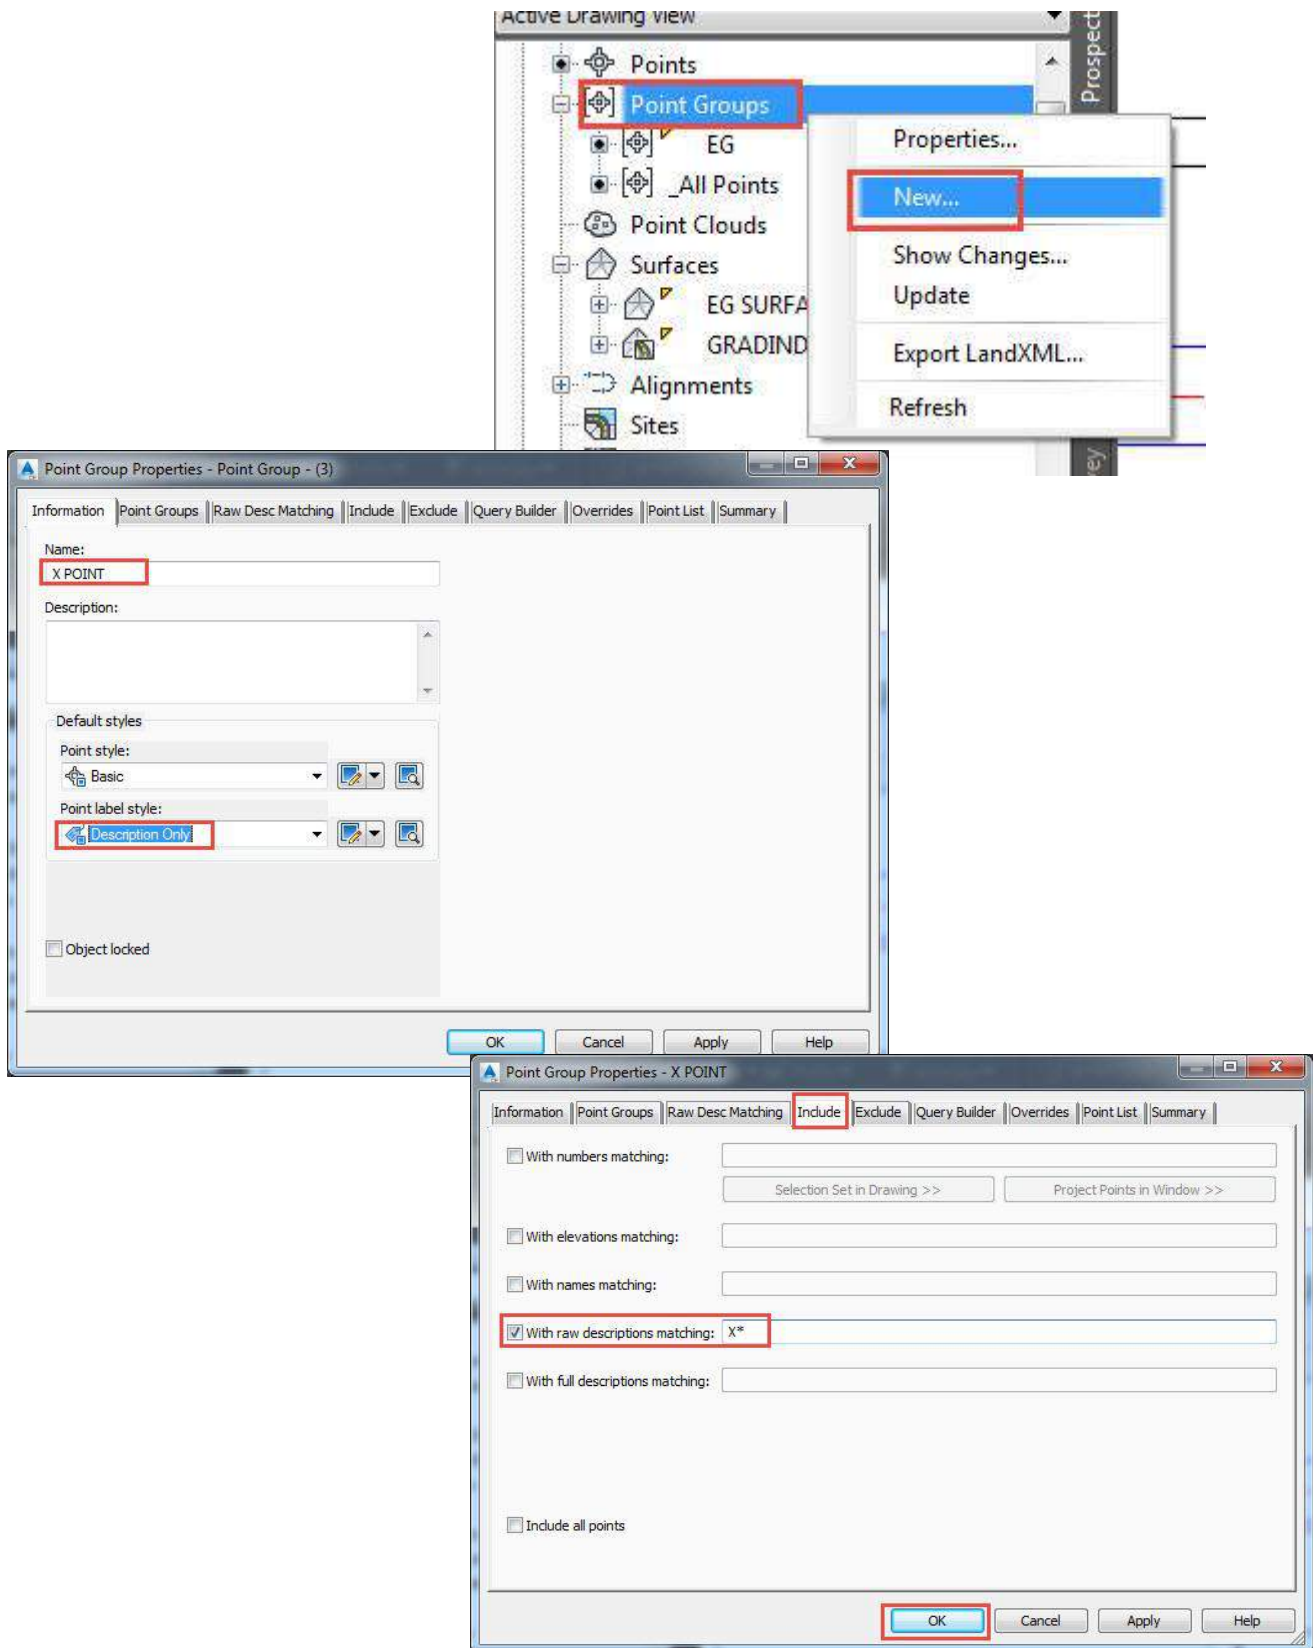 Active Drawing View
Prospect
Points
Point Groups
EG
_All Points
Point Clouds
Surfaces
EG SURFA
GRADIND
Alignments
Sites
Properties...
New...
Show Changes...
Update
Export LandXML...
Refresh
vey
Point Group Properties - Point Group - (3)
Information Point Groups Raw Desc Matching Include Exclude Query Builder Overrides Point List Summary
Name:
X POINT
Description:
Default styles
Point style:
Basic
Point label style:
Description Only
Object locked
OK Cancel Apply Help
Point Group Properties - X POINT
Information Point Groups Raw Desc Matching Include Exclude Query Builder Overrides Point List Summary
With numbers matching:
Selection Set in Drawing >> Project Points in Window >>
With elevations matching:
With names matching:
With raw descriptions matching: X*
With full descriptions matching:
Include all points
OK Cancel Apply Help